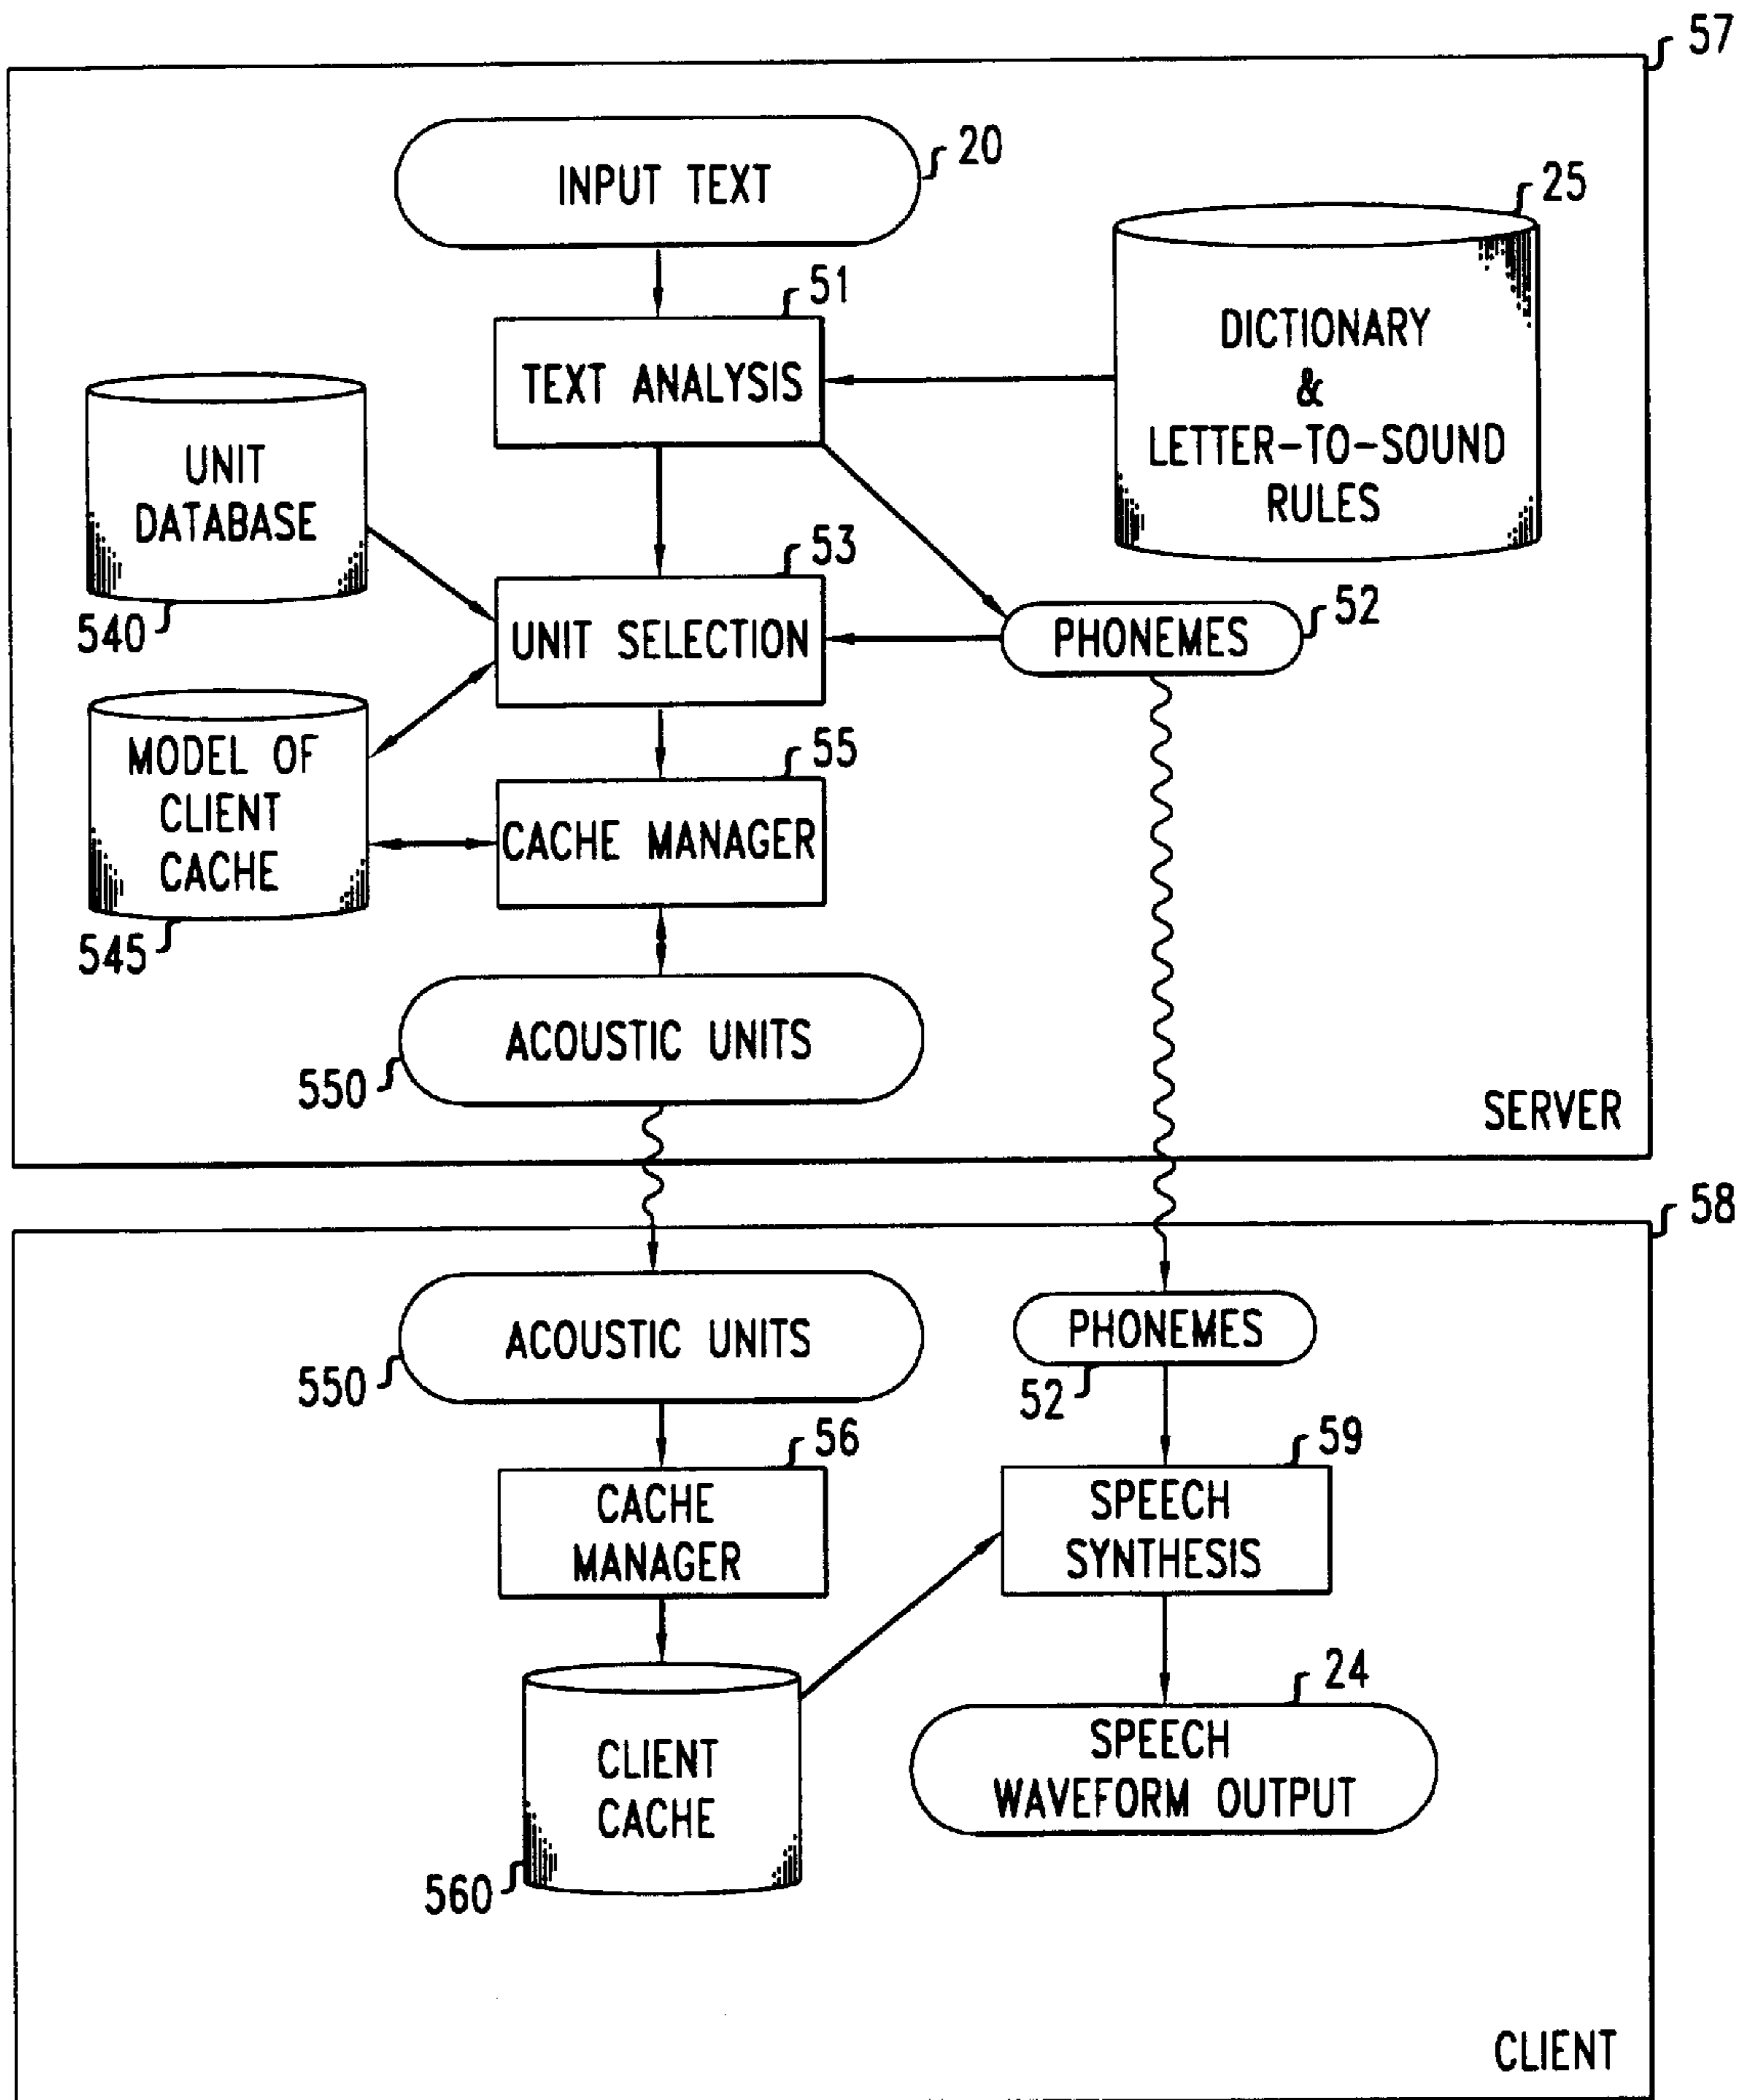 57
INPUT TEXT
20
25
51
TEXT ANALYSIS
DICTIONARY
&
LETTER-TO-SOUND
RULES
UNIT
DATABASE
540
53
UNIT SELECTION
52
PHONEMES
MODEL OF
CLIENT
CACHE
545
55
CACHE MANAGER
ACOUSTIC UNITS
550
SERVER
58
ACOUSTIC UNITS
550
PHONEMES
52
56
CACHE
MANAGER
59
SPEECH
SYNTHESIS
CLIENT
CACHE
560
24
SPEECH
WAVEFORM OUTPUT
CLIENT